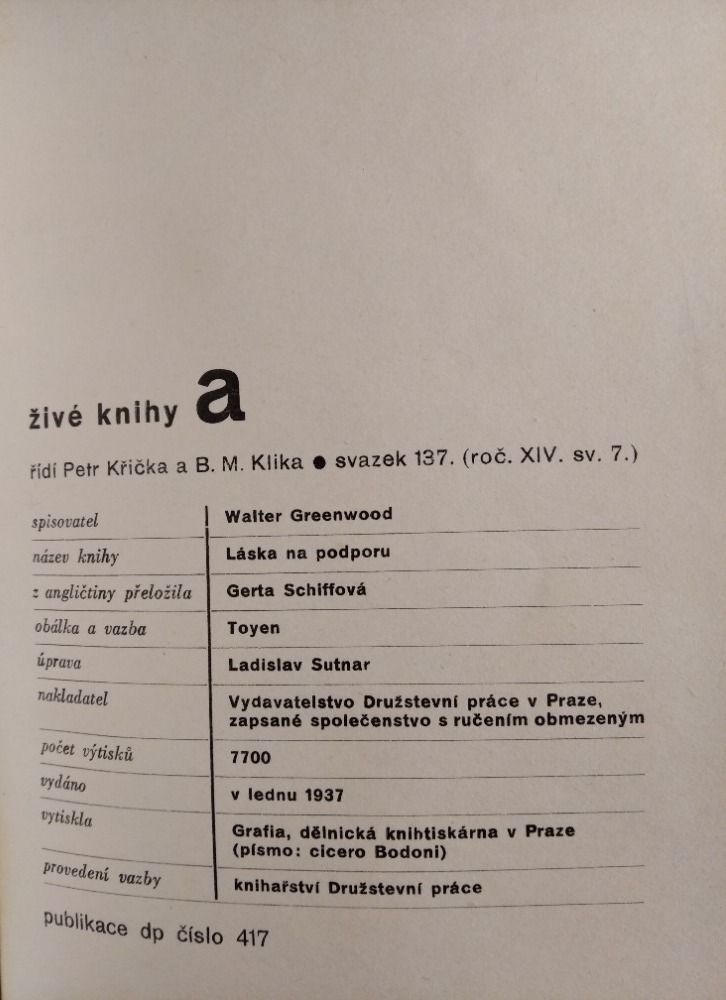 živé knihy a
řídí Petr Křička a B. M. Klika ● svazek 137. (roč. XIV. sv. 7.)
spisovatel Walter Greenwood
název knihy Láska na podporu
z angličtiny přeložila Gerta Schiffová
obálka a vazba Toyen
úprava Ladislav Sutnar
nakladatel Vydavatelstvo Družstevní práce v Praze,
zapsané společenstvo s ručením obmezeným
počet výtisků 7700
vydáno v lednu 1937
vytiskla Grafia, dělnická knihtiskárna v Praze
(písmo: cicero Bodoni)
provedení vazby knihařství Družstevní práce
publikace dp číslo 417